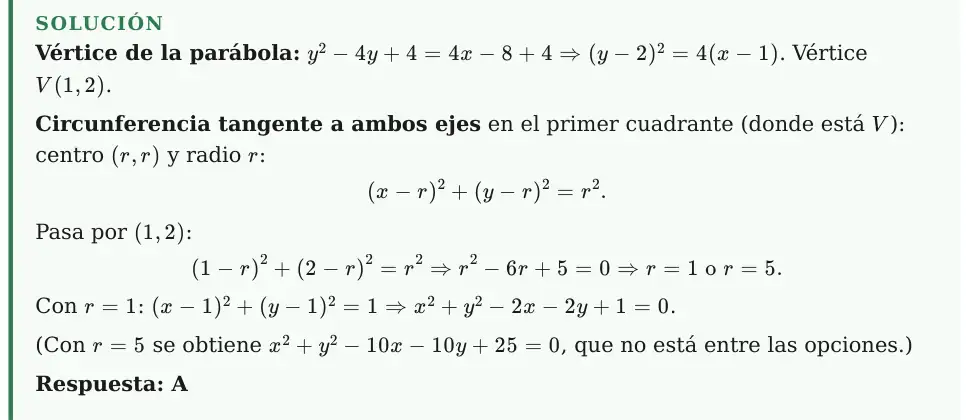 SOLUCIÓN
Vértice de la parábola: y² − 4y + 4 = 4x − 8 + 4 ⇒ (y − 2)² = 4(x − 1). Vértice
V(1, 2).
Circunferencia tangente a ambos ejes en el primer cuadrante (donde está V):
centro (r, r) y radio r:
(x − r)² + (y − r)² = r².
Pasa por (1, 2):
(1 − r)² + (2 − r)² = r² ⇒ r² − 6r + 5 = 0 ⇒ r = 1 o r = 5.
Con r = 1: (x − 1)² + (y − 1)² = 1 ⇒ x² + y² − 2x − 2y + 1 = 0.
(Con r = 5 se obtiene x² + y² − 10x − 10y + 25 = 0, que no está entre las opciones.)
Respuesta: A